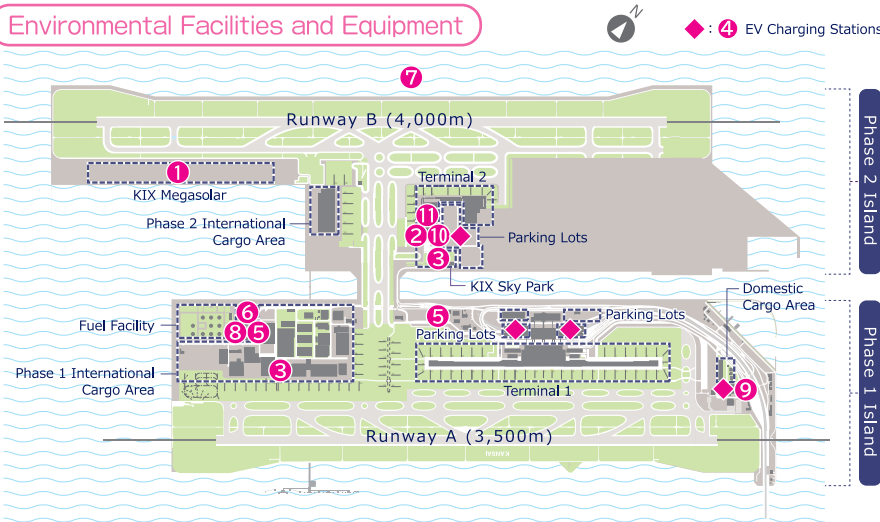 Environmental Facilities and Equipment
N
: 4 EV Charging Stations
7
Runway B (4,000m)
1
KIX Megasolar
Terminal 2
Phase 2 International
Cargo Area
11
2 10
Parking Lots
3
KIX Sky Park
Phase 2 Island
Domestic
Cargo Area
6
Fuel Facility
8 5
5
Parking Lots
Parking Lots
Phase 1 International
Cargo Area
3
Terminal 1
9
Runway A (3,500m)
Phase 1 Island